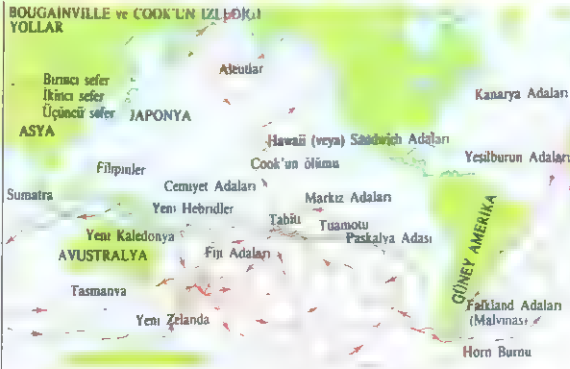 BOUGAINVILLE ve COOK'UN İZLEDİĞİ
YOLLAR
Aleutlar
Birinci sefer
İkinci sefer
Üçüncü sefer
JAPONYA
Kanarya Adaları
ASYA
Hawaii (veya) Sandwich Adaları
Cook'un ölümü
Yeşilburun Adaları
Filipinler
Cemiyet Adaları
Markiz Adaları
Sumatra
Yeni Hebridler
Tahiti
Tuamotu
Paskalya Adası
Yeni Kaledonya
AVUSTRALYA
Fiji Adaları
GÜNEY AMERİKA
Tasmanya
Yeni Zelanda
Falkland Adaları
(Malvinas)
Horn Burnu